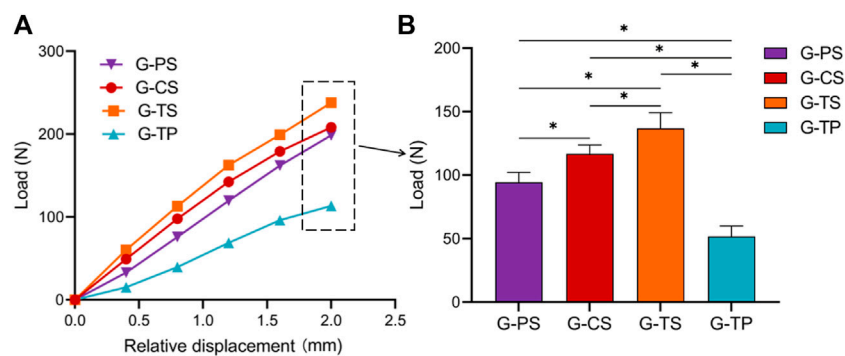 A
300
200
100
0
Load (N)
G-PS
G-CS
G-TS
G-TP
0.0 0.5 1.0 1.5 2.0 2.5
Relative displacement (mm)
B
200
150
100
50
0
Load (N)
*
*
*
*
*
*
G-PS G-CS G-TS G-TP
G-PS
G-CS
G-TS
G-TP